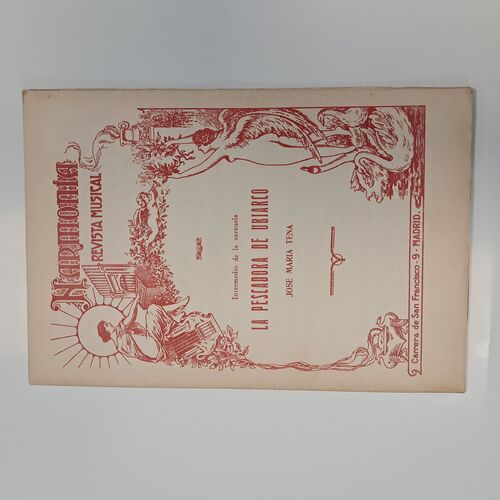 Harmonía
REVISTA MUSICAL
Intermedio de la zarzuela
LA PESCADORA DE UBIARCO
JOSE MARIA TENA
Carrera de San Francisco - 9 - MADRID.